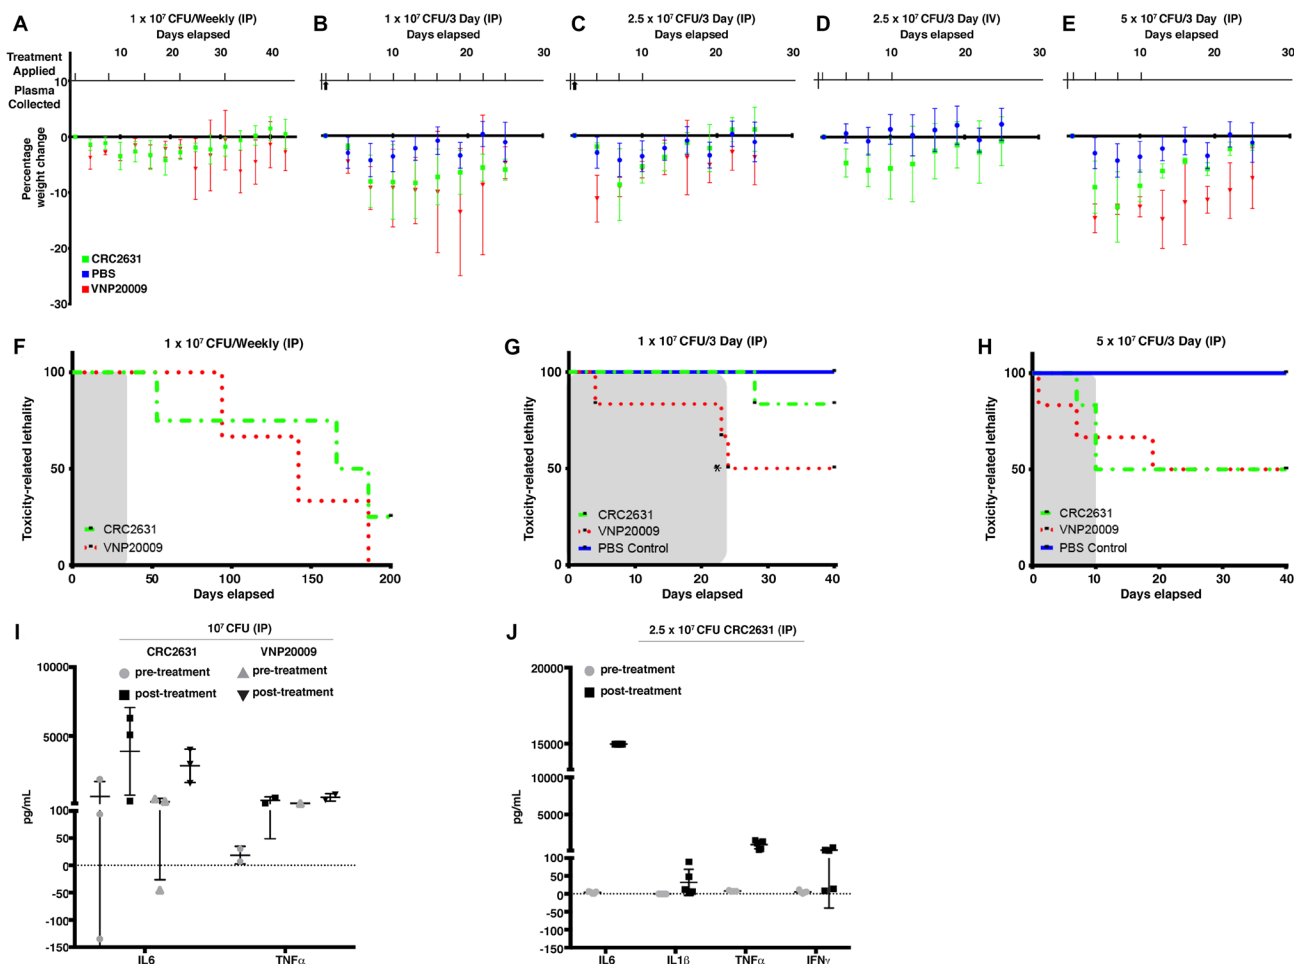 A
1 x 10⁷ CFU/Weekly (IP)
Days elapsed
10 20 30 40
Treatment
Applied
Plasma
Collected
Percentage
weight change
10
0
-10
-20
-30
CRC2631
PBS
VNP20009
B
1 x 10⁷ CFU/3 Day (IP)
Days elapsed
10 20 30
C
2.5 x 10⁷ CFU/3 Day (IP)
Days elapsed
10 20 30
D
2.5 x 10⁷ CFU/3 Day (IV)
Days elapsed
10 20 30
E
5 x 10⁷ CFU/3 Day (IP)
Days elapsed
10 20 30
F
1 x 10⁷ CFU/Weekly (IP)
Toxicity-related lethality
100
50
0
CRC2631
VNP20009
0 50 100 150 200
Days elapsed
G
1 x 10⁷ CFU/3 Day (IP)
Toxicity-related lethality
100
50
0
*
CRC2631
VNP20009
PBS Control
0 10 20 30 40
Days elapsed
H
5 x 10⁷ CFU/3 Day (IP)
Toxicity-related lethality
100
50
0
CRC2631
VNP20009
PBS Control
0 10 20 30 40
Days elapsed
I
10⁷ CFU (IP)
CRC2631 VNP20009
pre-treatment pre-treatment
post-treatment post-treatment
pg/mL
10000
5000
100
50
0
-50
-100
-150
IL6 TNFα
J
2.5 x 10⁷ CFU CRC2631 (IP)
pre-treatment
post-treatment
pg/mL
20000
15000
10000
5000
100
50
0
-50
-100
-150
IL6 IL1β TNFα IFNγ